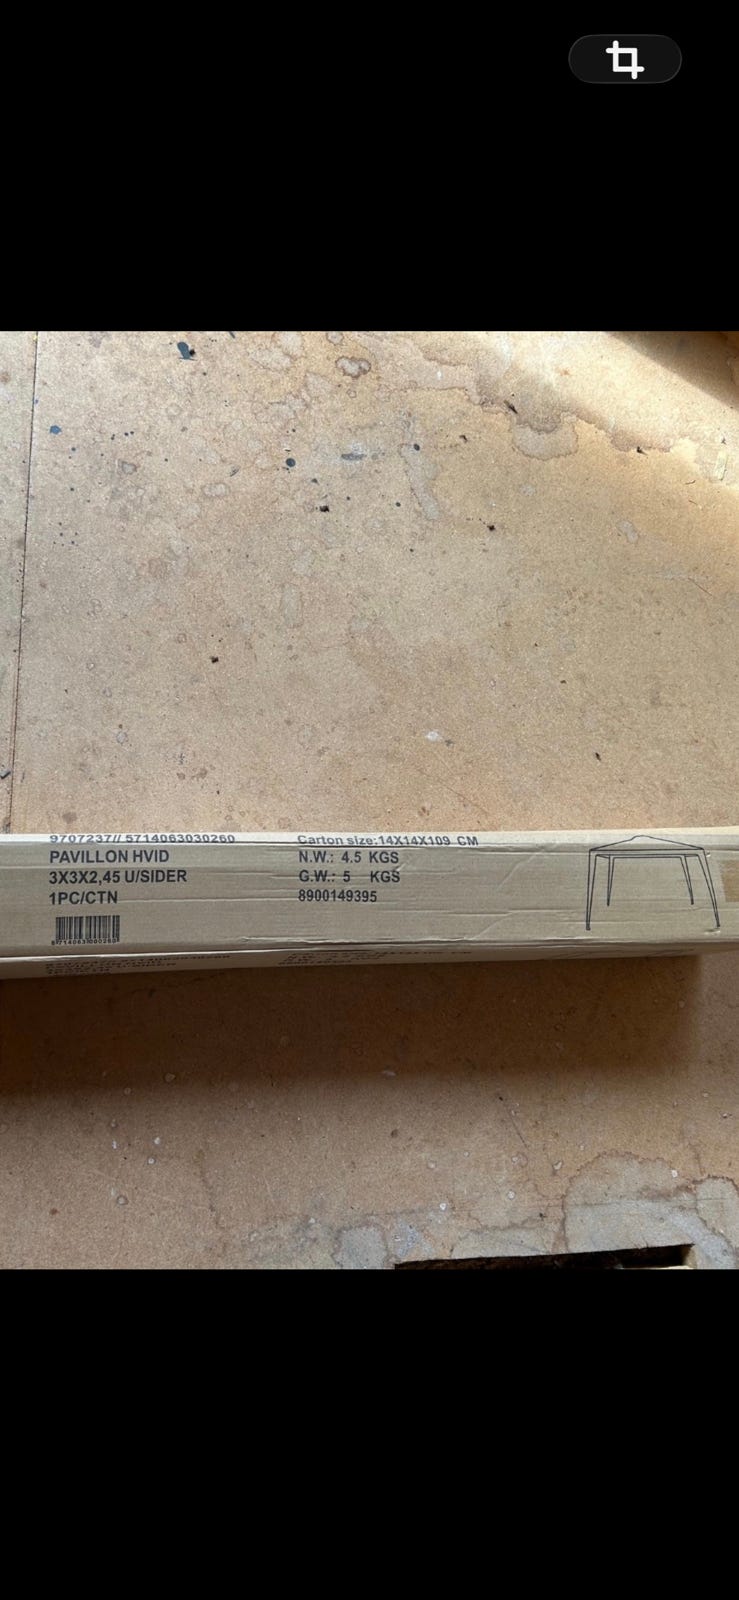 9707237// 5714063030260
PAVILLON HVID
3X3X2,45 U/SIDER
1PC/CTN
Carton size:14X14X109 CM
N.W.: 4.5 KGS
G.W.: 5 KGS
8900149395